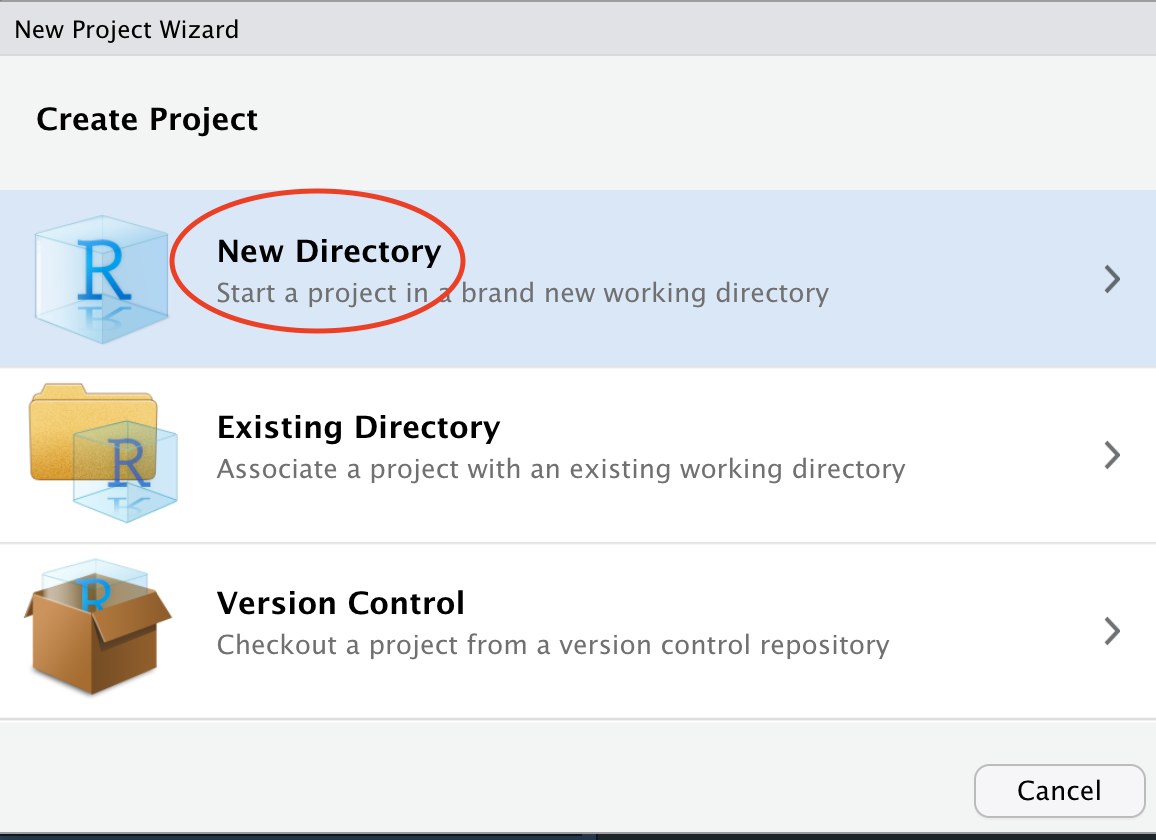 New Project Wizard
Create Project
R
New Directory
Start a project in a brand new working directory
R
Existing Directory
Associate a project with an existing working directory
R
Version Control
Checkout a project from a version control repository
Cancel